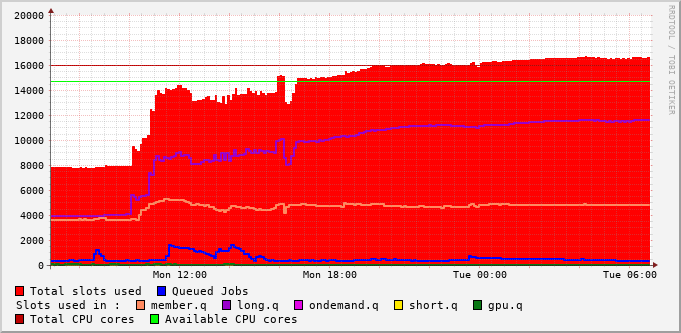 20000
18000
16000
14000
12000
10000
8000
6000
4000
2000
0
Mon 12:00 Mon 18:00 Tue 00:00 Tue 06:00
RRDTOOL / TOBI OETIKER
Total slots used Queued Jobs
Slots used in : member.q long.q ondemand.q short.q gpu.q
Total CPU cores Available CPU cores